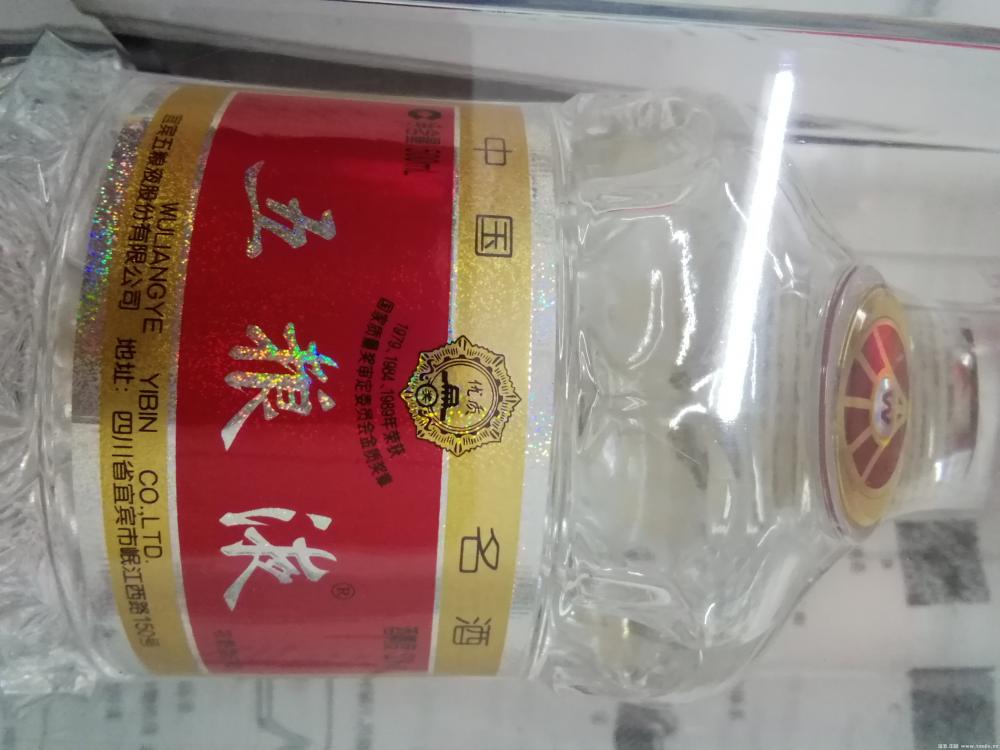 中国 名酒
优质
1979、1984、1989年荣获
国家质量奖审定委员会金质奖章
500mL
五粮液®
WULIANGYE YIBIN CO.,LTD.
宜宾五粮液股份有限公司 地址：四川省宜宾市岷江西路150号
W